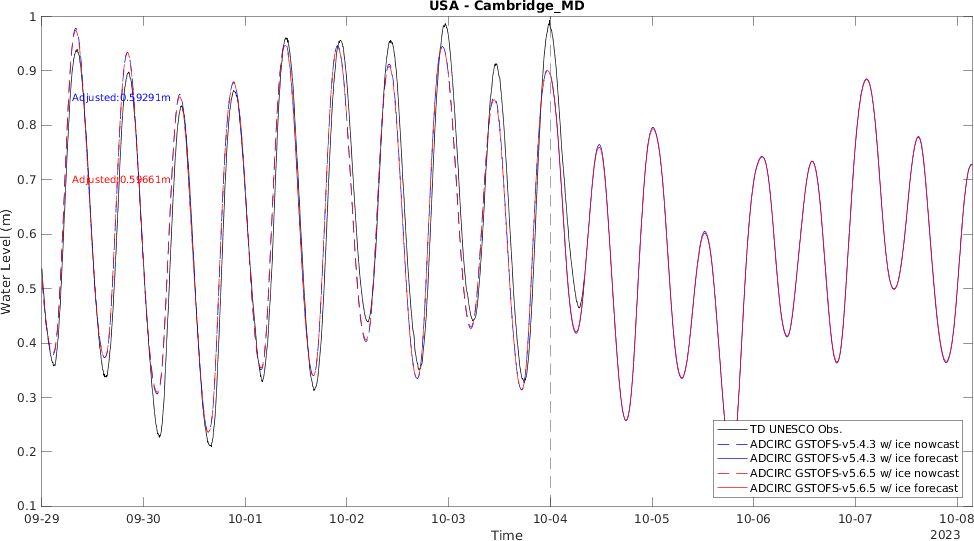 USA - Cambridge_MD
1
0.9
0.8
0.7
0.6
0.5
0.4
0.3
0.2
0.1
Water Level (m)
Adjusted:0.59291m
Adjusted:0.59661m
TD UNESCO Obs.
ADCIRC GSTOFS-v5.4.3 w/ ice nowcast
ADCIRC GSTOFS-v5.4.3 w/ ice forecast
ADCIRC GSTOFS-v5.6.5 w/ ice nowcast
ADCIRC GSTOFS-v5.6.5 w/ ice forecast
09-29 09-30 10-01 10-02 10-03 10-04 10-05 10-06 10-07 10-08
Time
2023